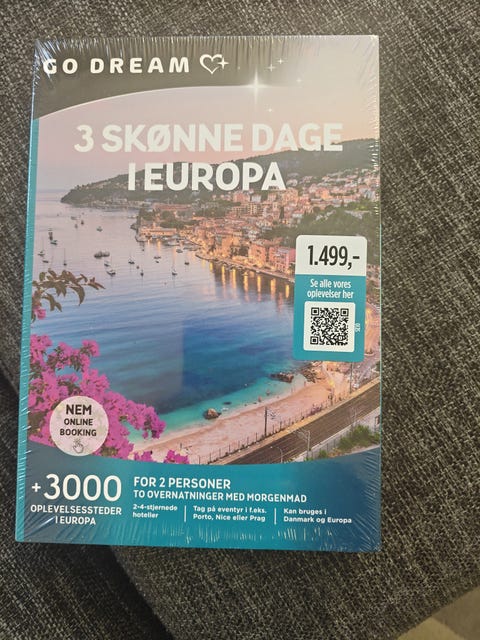 GO DREAM
3 SKØNNE DAGE
I EUROPA
1.499,-
Se alle vores
oplevelser her
NEM
ONLINE
BOOKING
+3000
OPLEVELSESSTEDER
I EUROPA
FOR 2 PERSONER
TO OVERNATNINGER MED MORGENMAD
2-4-stjernede
hoteller
Tag på eventyr i f.eks.
Porto, Nice eller Prag
Kan bruges i
Danmark og Europa